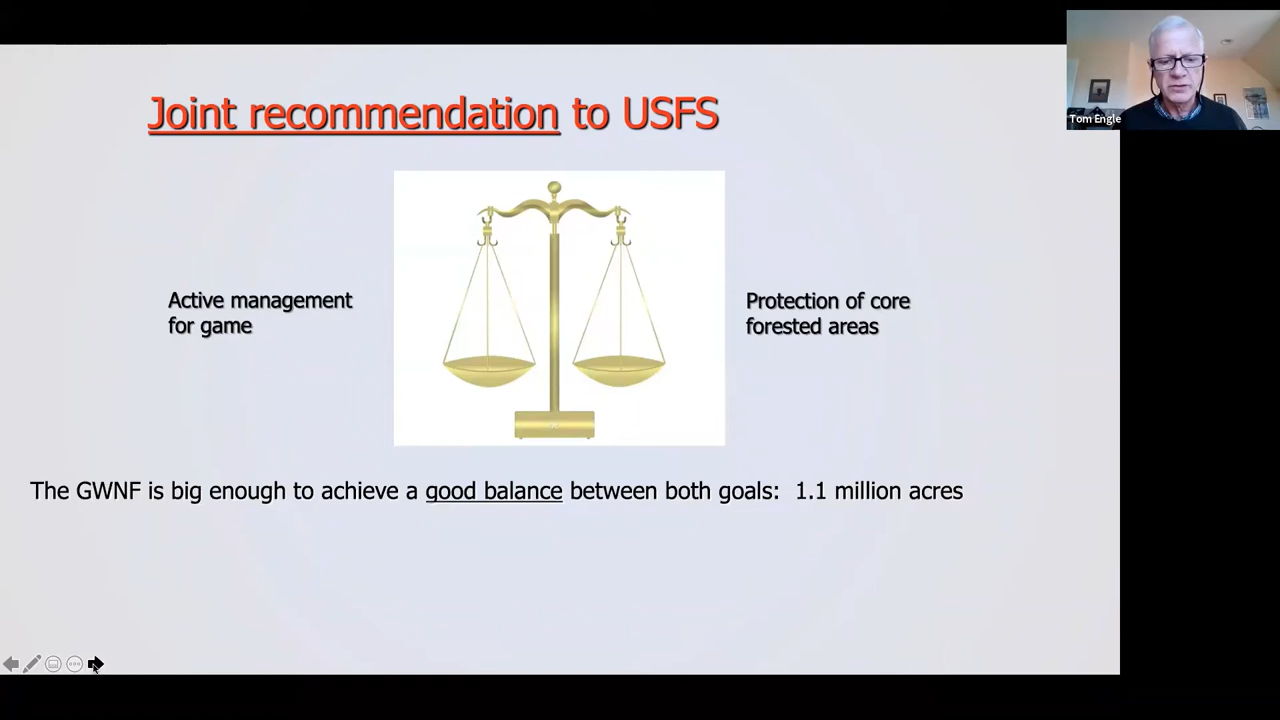 Joint recommendation to USFS
Tom Engle
Active management
for game
Protection of core
forested areas
The GWNF is big enough to achieve a good balance between both goals: 1.1 million acres